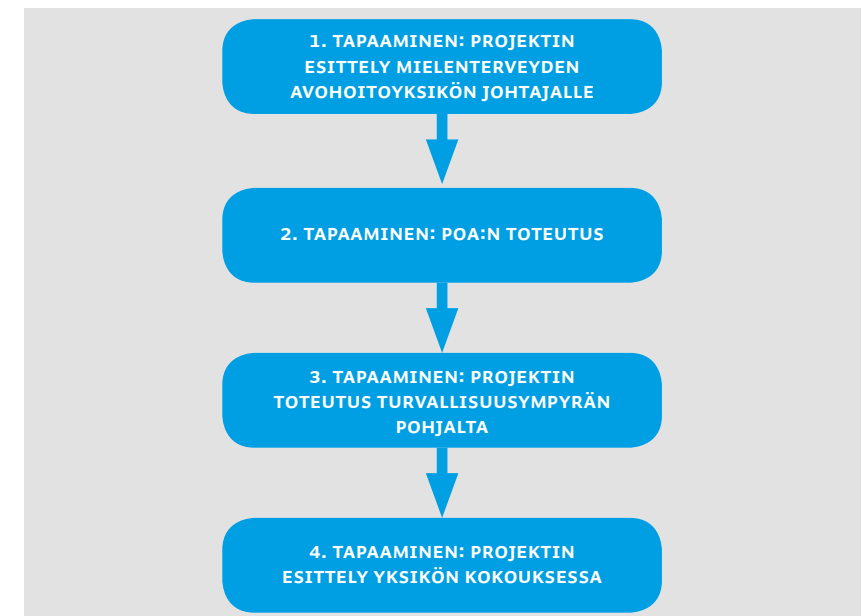 1. TAPAAMINEN: PROJEKTIN
ESITTELY MIELENTERVEYDEN
AVOHOITOYKSIKÖN JOHTAJALLE
2. TAPAAMINEN: POA:N TOTEUTUS
3. TAPAAMINEN: PROJEKTIN
TOTEUTUS TURVALLISUUSYMPYRÄN
POHJALTA
4. TAPAAMINEN: PROJEKTIN
ESITTELY YKSIKÖN KOKOUKSESSA